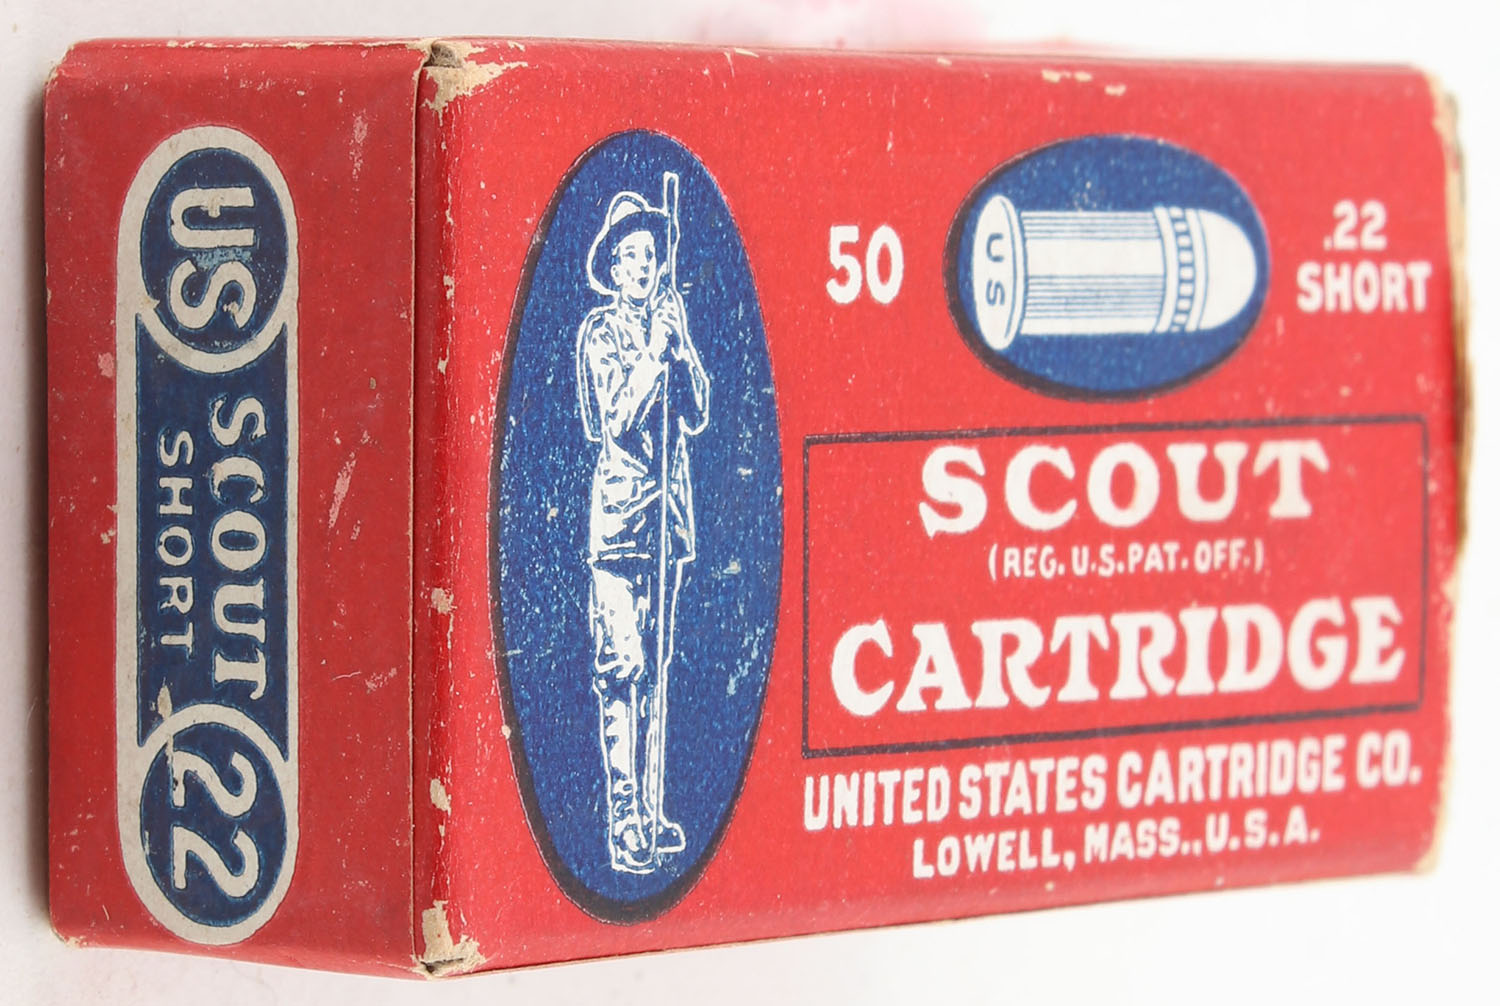 US
SCOUT
SHORT
22
50
US
.22
SHORT
SCOUT
(REG. U.S. PAT. OFF.)
CARTRIDGE
UNITED STATES CARTRIDGE CO.
LOWELL, MASS., U.S.A.